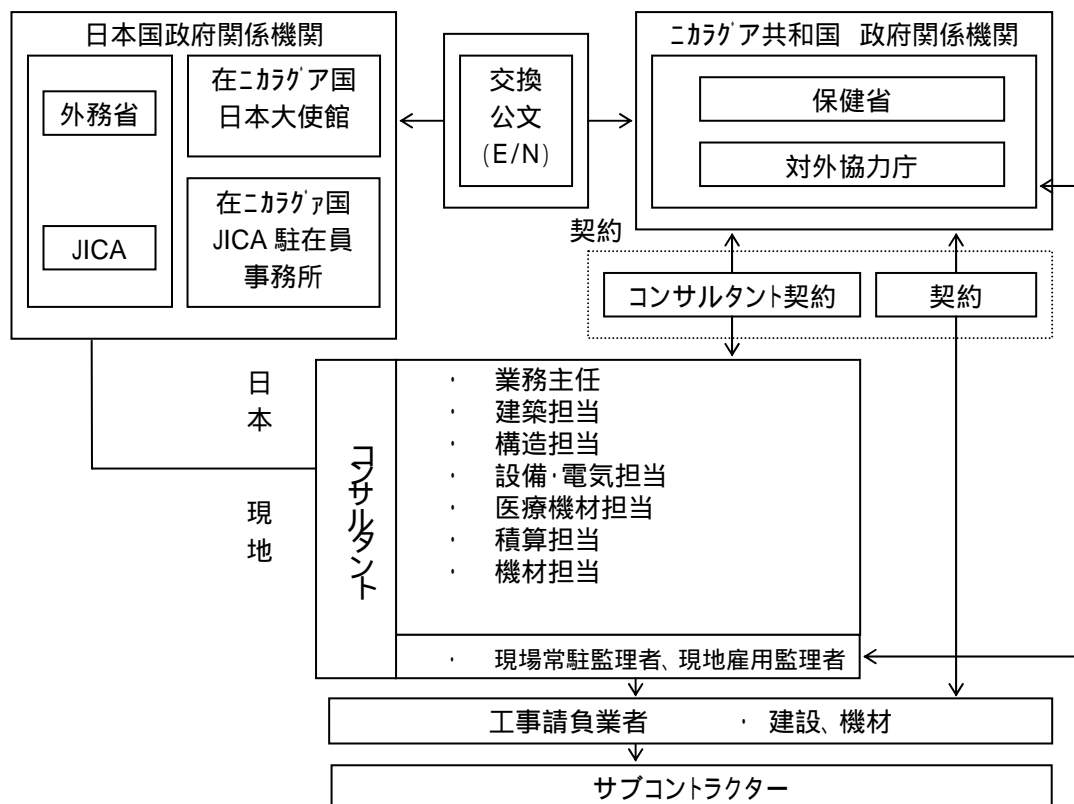 日本国政府関係機関
外務省
JICA
在ﾆｶﾗｸﾞｱ国
日本大使館
在ﾆｶﾗｸﾞｧ国
JICA 駐在員
事務所
交換
公文
(E/N)
ﾆｶﾗｸﾞｱ共和国 政府関係機関
保健省
対外協力庁
契約
コンサルタント契約
契約
日
本
現
地
コンサルタント
・ 業務主任
・ 建築担当
・ 構造担当
・ 設備・電気担当
・ 医療機材担当
・ 積算担当
・ 機材担当
・ 現場常駐監理者、現地雇用監理者
工事請負業者 ・ 建設、機材
サブコントラクター